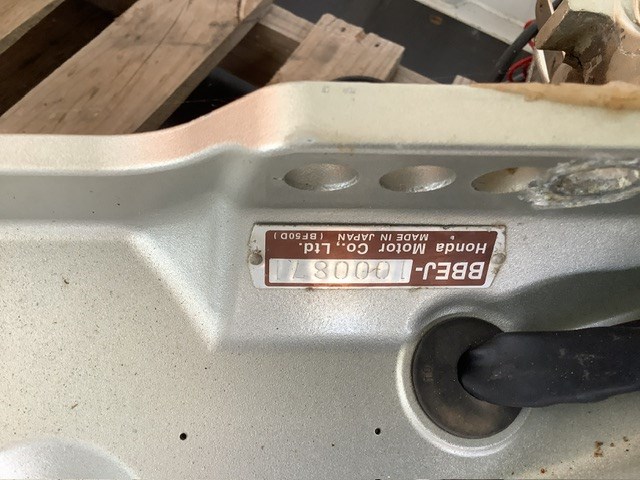 BBEJ-1000871
Honda Motor Co., Ltd.
MADE IN JAPAN (BF50D)